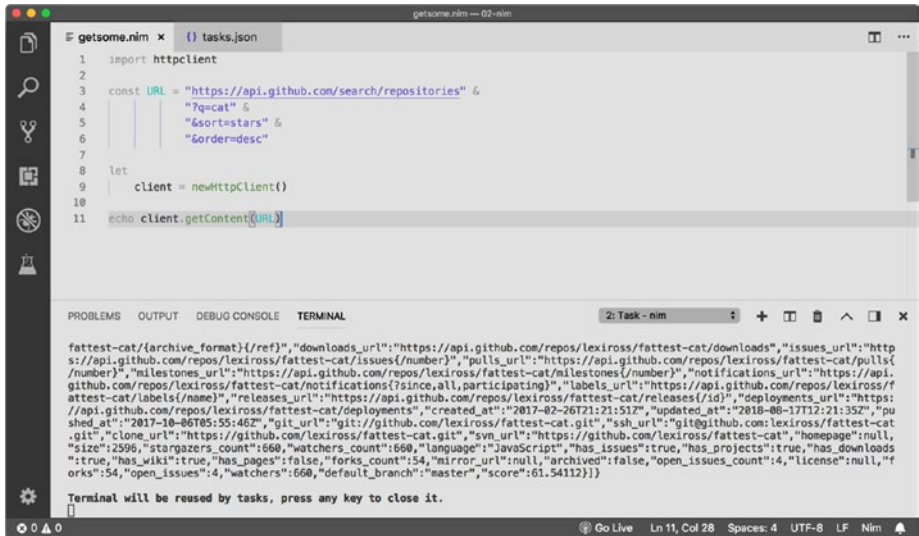 getsome.nim — 02-nim
getsome.nim × {} tasks.json
1 import httpclient
2
3 const URL = "https://api.github.com/search/repositories" &
4 "?q=cat" &
5 "&sort=stars" &
6 "&order=desc"
7
8 let
9 client = newHttpClient()
10
11 echo client.getContent(URL)
PROBLEMS OUTPUT DEBUG CONSOLE TERMINAL 2: Task - nim
fattest-cat/{archive_format}{/ref}","downloads_url":"https://api.github.com/repos/lexiross/fattest-cat/downloads","issues_url":"http
s://api.github.com/repos/lexiross/fattest-cat/issues{/number}","pulls_url":"https://api.github.com/repos/lexiross/fattest-cat/pulls{
/number}","milestones_url":"https://api.github.com/repos/lexiross/fattest-cat/milestones{/number}","notifications_url":"https://api.
github.com/repos/lexiross/fattest-cat/notifications{?since,all,participating}","labels_url":"https://api.github.com/repos/lexiross/f
attest-cat/labels{/name}","releases_url":"https://api.github.com/repos/lexiross/fattest-cat/releases{/id}","deployments_url":"https:
//api.github.com/repos/lexiross/fattest-cat/deployments","created_at":"2017-02-26T21:21:51Z","updated_at":"2018-08-17T12:21:35Z","pu
shed_at":"2017-10-06T05:55:46Z","git_url":"git://github.com/lexiross/fattest-cat.git","ssh_url":"git@github.com:lexiross/fattest-cat
.git","clone_url":"https://github.com/lexiross/fattest-cat.git","svn_url":"https://github.com/lexiross/fattest-cat","homepage":null,
"size":2596,"stargazers_count":660,"watchers_count":660,"language":"JavaScript","has_issues":true,"has_projects":true,"has_downloads
":true,"has_wiki":true,"has_pages":false,"forks_count":54,"mirror_url":null,"archived":false,"open_issues_count":4,"license":null,"f
orks":54,"open_issues":4,"watchers":660,"default_branch":"master","score":61.54112}]}
Terminal will be reused by tasks, press any key to close it.
0 0 Go Live Ln 11, Col 28 Spaces: 4 UTF-8 LF Nim